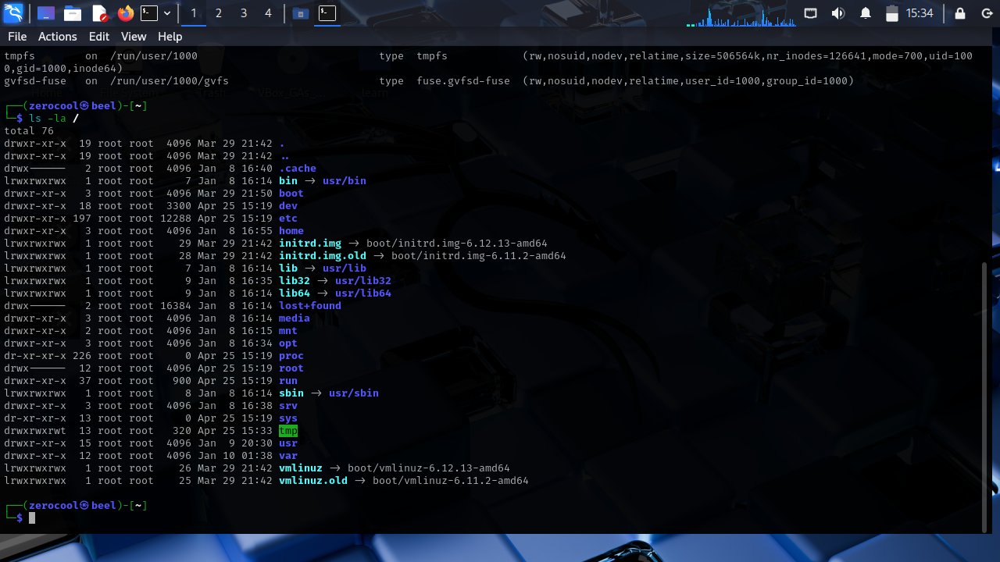 1 2 3 4 15:34
File Actions Edit View Help
tmpfs on /run/user/1000 type tmpfs (rw,nosuid,nodev,relatime,size=506564k,nr_inodes=126641,mode=700,uid=100
0,gid=1000,inode64)
gvfsd-fuse on /run/user/1000/gvfs type fuse.gvfsd-fuse (rw,nosuid,nodev,relatime,user_id=1000,group_id=1000)
Home File System Trash VBox_GAs_... learn
┌──(zerocool㉿beel)-[~]
└─$ ls -la /
total 76
drwxr-xr-x 19 root root 4096 Mar 29 21:42 .
drwxr-xr-x 19 root root 4096 Mar 29 21:42 ..
drwx------ 2 root root 4096 Jan 8 16:40 .cache
lrwxrwxrwx 1 root root 7 Jan 8 16:14 bin -> usr/bin
drwxr-xr-x 3 root root 4096 Mar 29 21:50 boot
drwxr-xr-x 18 root root 3300 Apr 25 15:19 dev
drwxr-xr-x 197 root root 12288 Apr 25 15:19 etc
drwxr-xr-x 3 root root 4096 Jan 8 16:55 home
lrwxrwxrwx 1 root root 29 Mar 29 21:42 initrd.img -> boot/initrd.img-6.12.13-amd64
lrwxrwxrwx 1 root root 28 Mar 29 21:42 initrd.img.old -> boot/initrd.img-6.11.2-amd64
lrwxrwxrwx 1 root root 7 Jan 8 16:14 lib -> usr/lib
lrwxrwxrwx 1 root root 9 Jan 8 16:35 lib32 -> usr/lib32
lrwxrwxrwx 1 root root 9 Jan 8 16:14 lib64 -> usr/lib64
drwx------ 2 root root 16384 Jan 8 16:14 lost+found
drwxr-xr-x 3 root root 4096 Jan 8 16:14 media
drwxr-xr-x 2 root root 4096 Jan 8 16:15 mnt
drwxr-xr-x 3 root root 4096 Jan 8 16:34 opt
dr-xr-xr-x 226 root root 0 Apr 25 15:19 proc
drwx------ 12 root root 4096 Apr 25 15:19 root
drwxr-xr-x 37 root root 900 Apr 25 15:19 run
lrwxrwxrwx 1 root root 8 Jan 8 16:14 sbin -> usr/sbin
drwxr-xr-x 3 root root 4096 Jan 8 16:38 srv
dr-xr-xr-x 13 root root 0 Apr 25 15:19 sys
drwxrwxrwt 13 root root 320 Apr 25 15:33 tmp
drwxr-xr-x 15 root root 4096 Jan 9 20:30 usr
drwxr-xr-x 12 root root 4096 Jan 10 01:38 var
lrwxrwxrwx 1 root root 26 Mar 29 21:42 vmlinuz -> boot/vmlinuz-6.12.13-amd64
lrwxrwxrwx 1 root root 25 Mar 29 21:42 vmlinuz.old -> boot/vmlinuz-6.11.2-amd64
┌──(zerocool㉿beel)-[~]
└─$